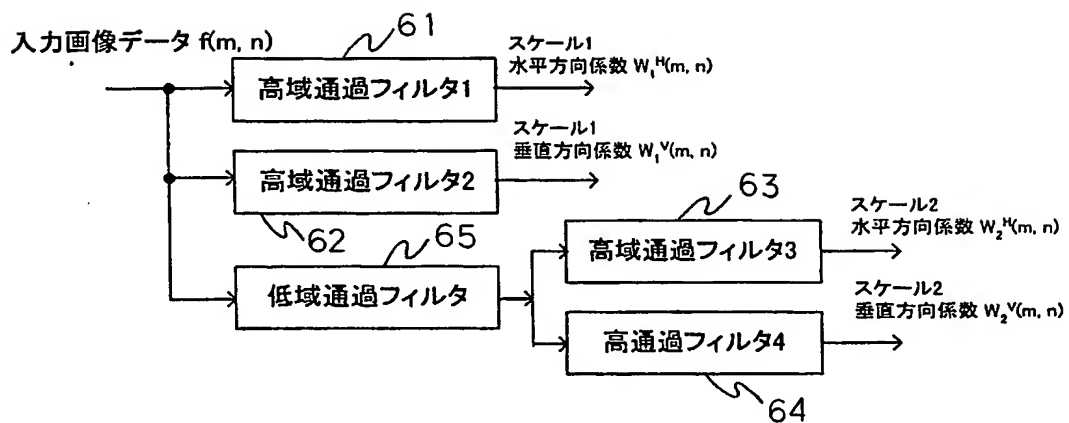 入力画像データ f(m, n)
61
高域通過フィルタ1
スケール1
水平方向係数 W₁ᴴ(m, n)
高域通過フィルタ2
スケール1
垂直方向係数 W₁ⱽ(m, n)
62
65
低域通過フィルタ
63
高域通過フィルタ3
スケール2
水平方向係数 W₂ᴴ(m, n)
高通過フィルタ4
スケール2
垂直方向係数 W₂ⱽ(m, n)
64